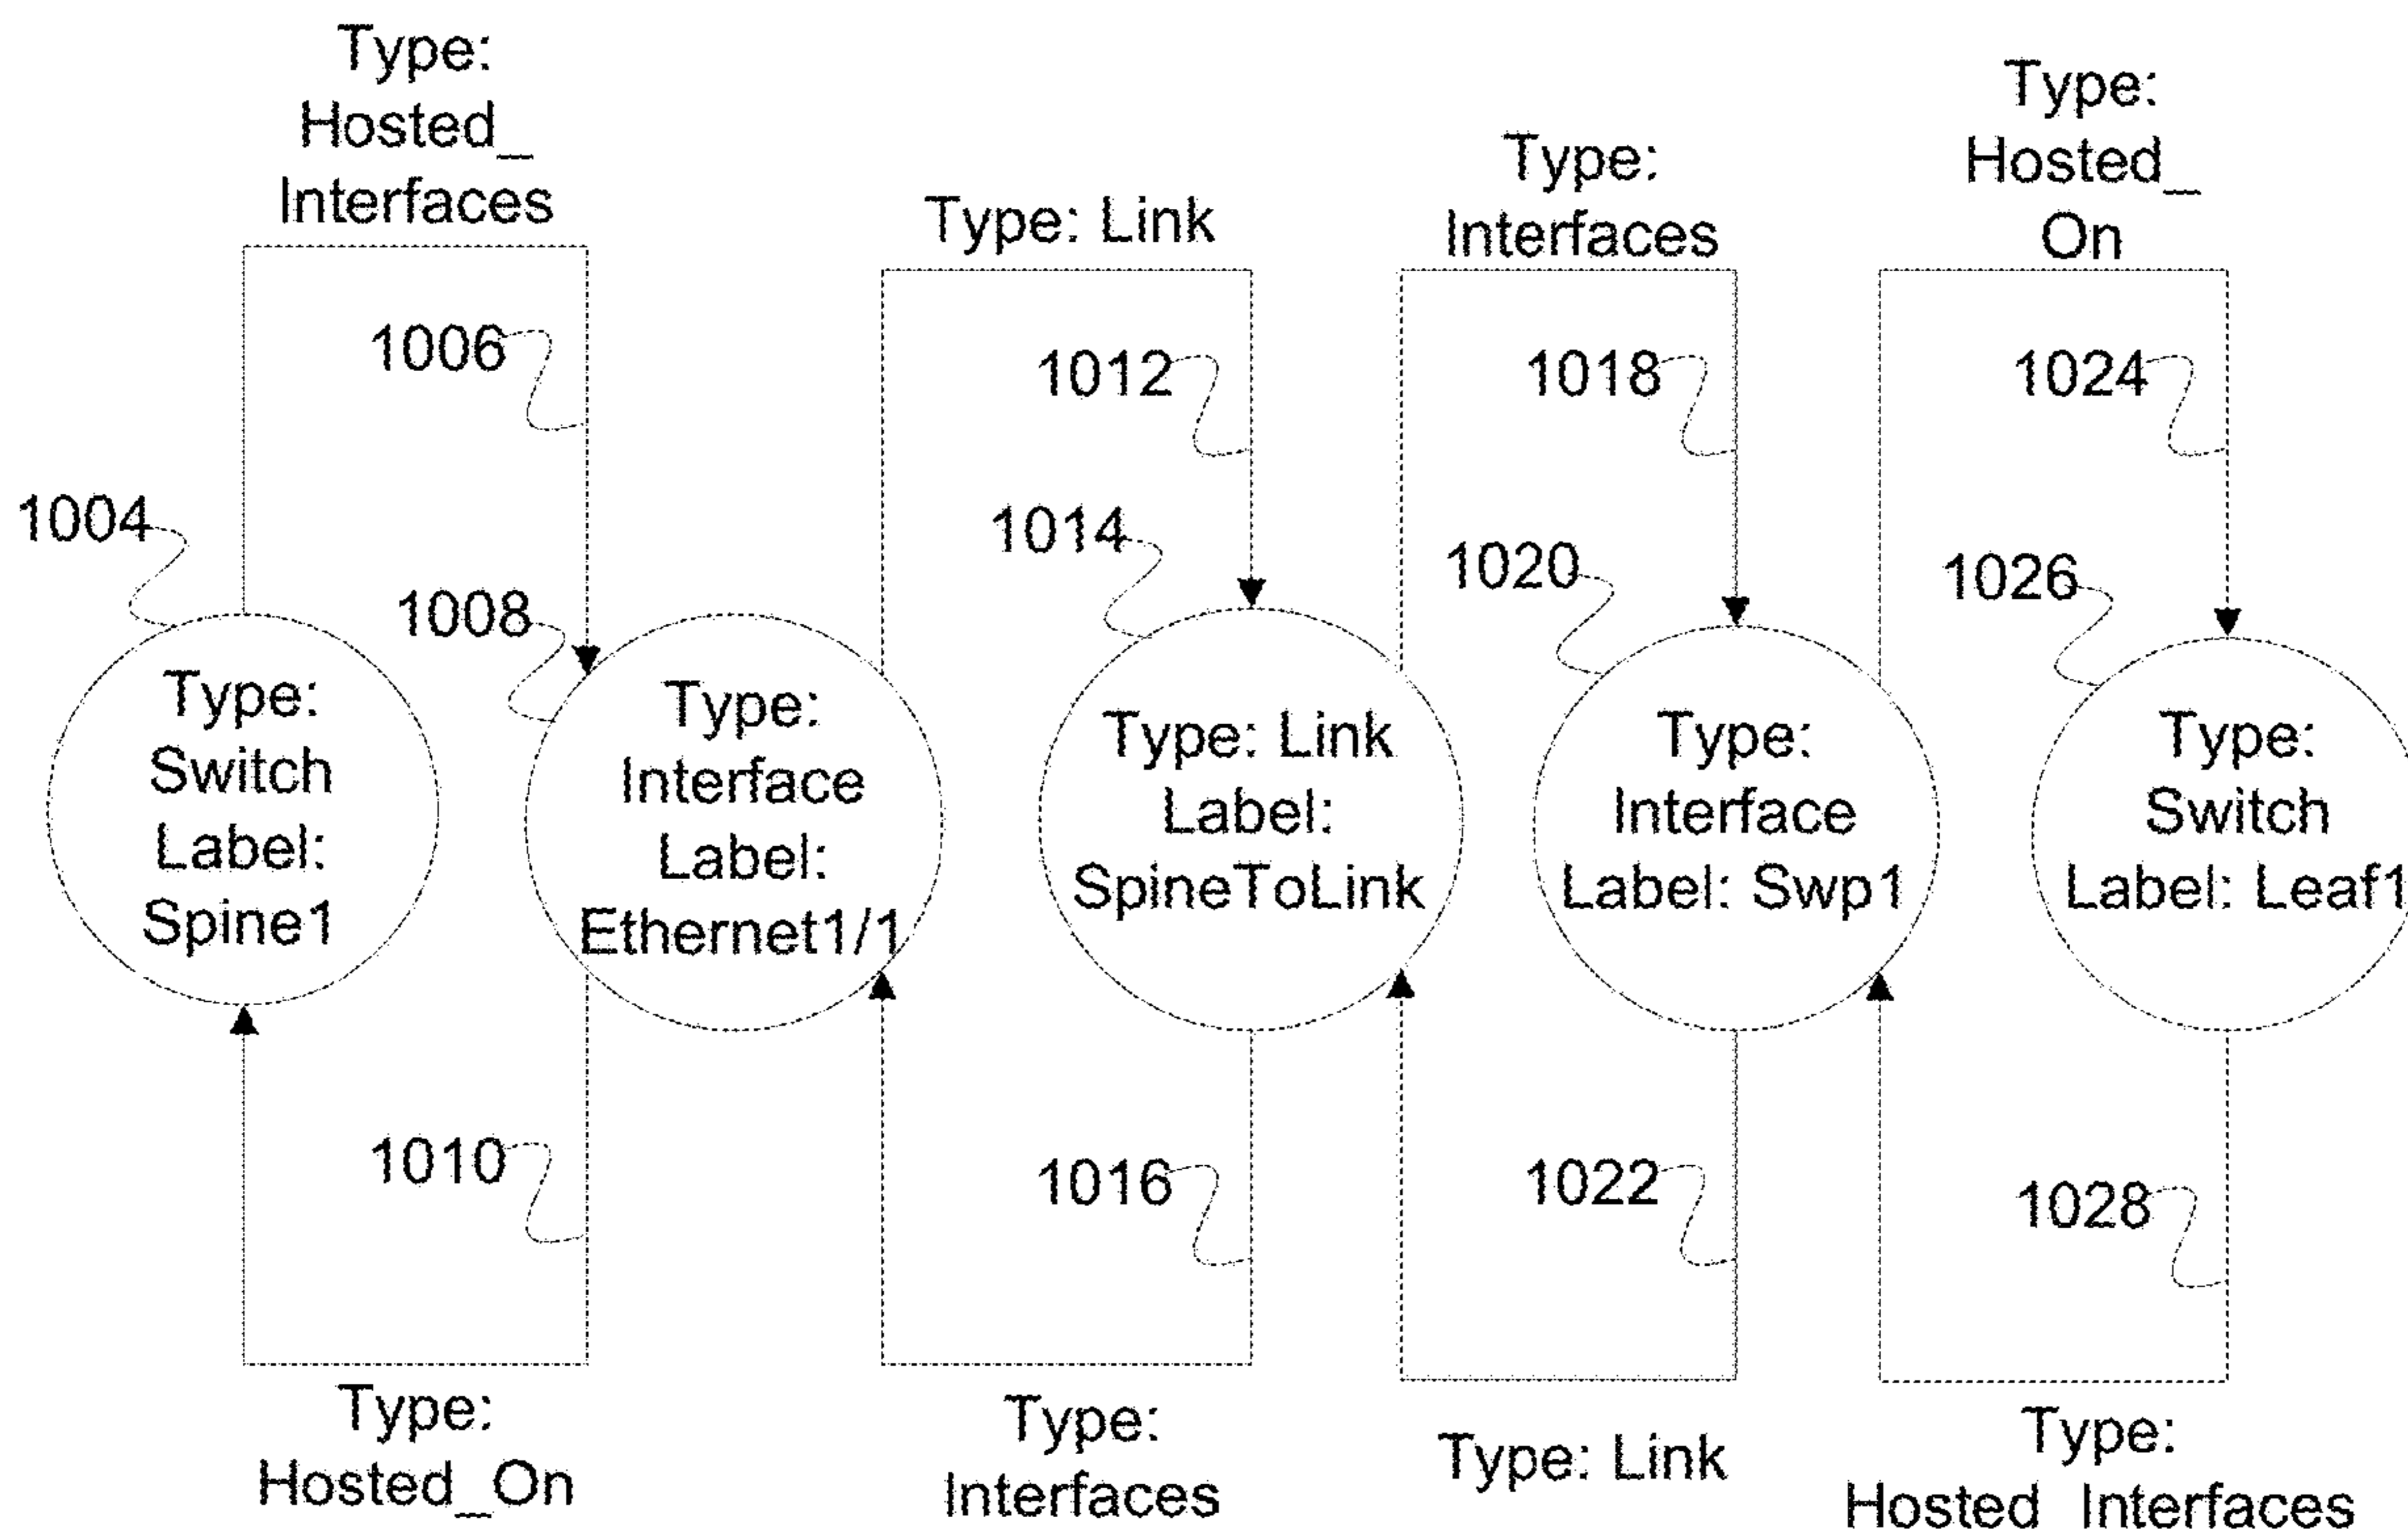 Type:
Hosted_
Interfaces
Type: Link
Type:
Interfaces
Type:
Hosted_
On
1006
1012
1018
1024
1004
1008
1014
1020
1026
Type:
Switch
Label:
Spine1
Type:
Interface
Label:
Ethernet1/1
Type: Link
Label:
SpineToLink
Type:
Interface
Label: Swp1
Type:
Switch
Label: Leaf1
1010
1016
1022
1028
Type:
Hosted_On
Type:
Interfaces
Type: Link
Type:
Hosted Interfaces